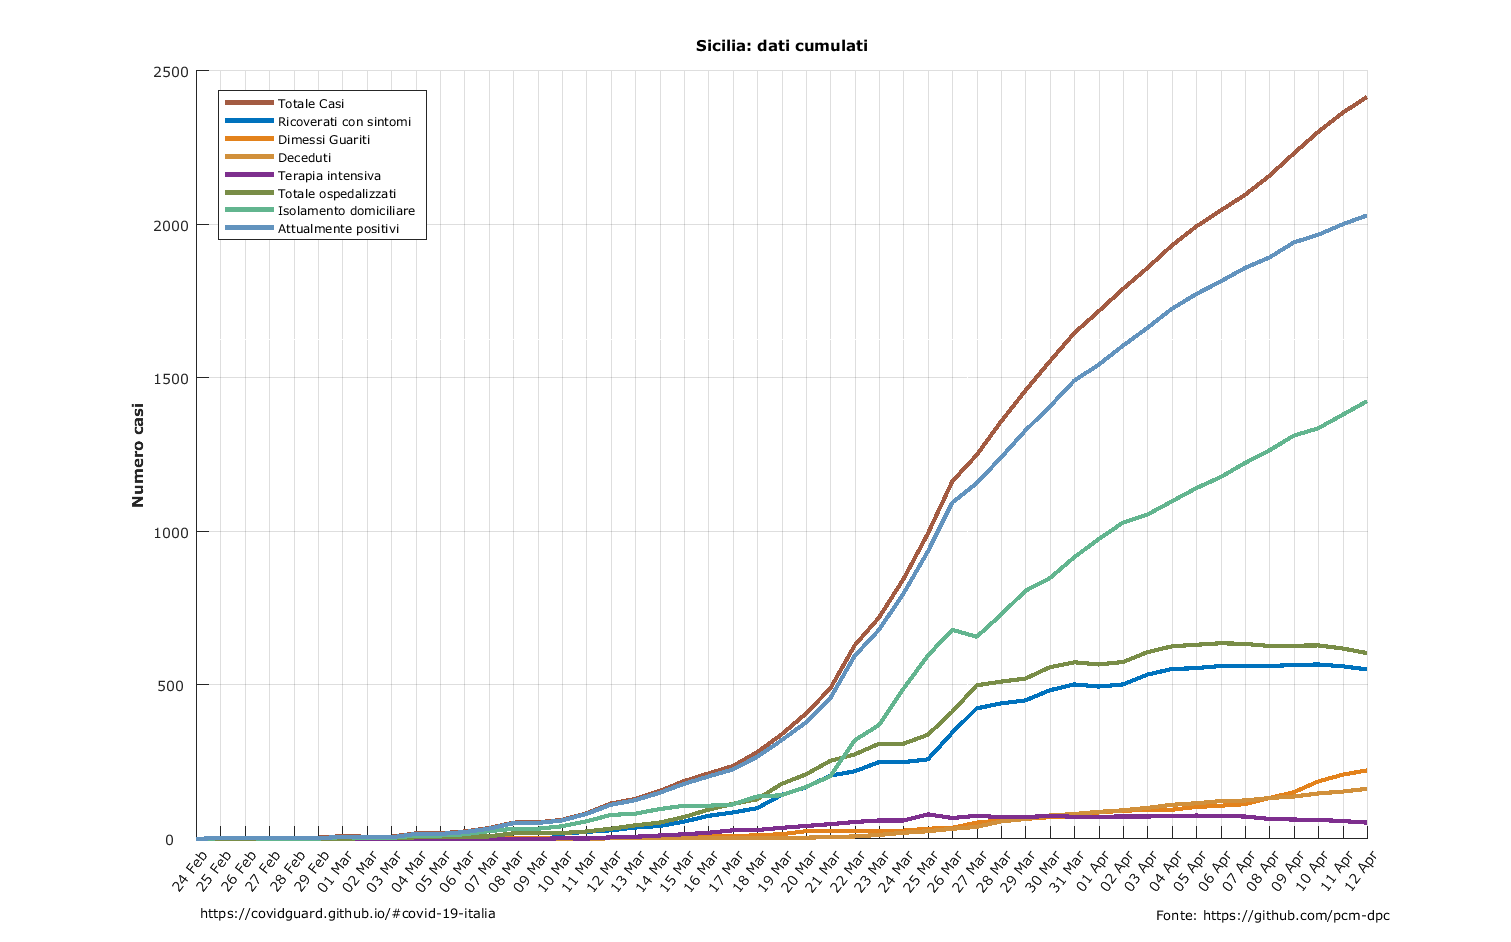 Sicilia: dati cumulati
2500
2000
1500
1000
500
0
Numero casi
Totale Casi
Ricoverati con sintomi
Dimessi Guariti
Deceduti
Terapia intensiva
Totale ospedalizzati
Isolamento domiciliare
Attualmente positivi
24 Feb
25 Feb
26 Feb
27 Feb
28 Feb
29 Feb
01 Mar
02 Mar
03 Mar
04 Mar
05 Mar
06 Mar
07 Mar
08 Mar
09 Mar
10 Mar
11 Mar
12 Mar
13 Mar
14 Mar
15 Mar
16 Mar
17 Mar
18 Mar
19 Mar
20 Mar
21 Mar
22 Mar
23 Mar
24 Mar
25 Mar
26 Mar
27 Mar
28 Mar
29 Mar
30 Mar
31 Mar
01 Apr
02 Apr
03 Apr
04 Apr
05 Apr
06 Apr
07 Apr
08 Apr
09 Apr
10 Apr
11 Apr
12 Apr
https://covidguard.github.io/#covid-19-italia
Fonte: https://github.com/pcm-dpc